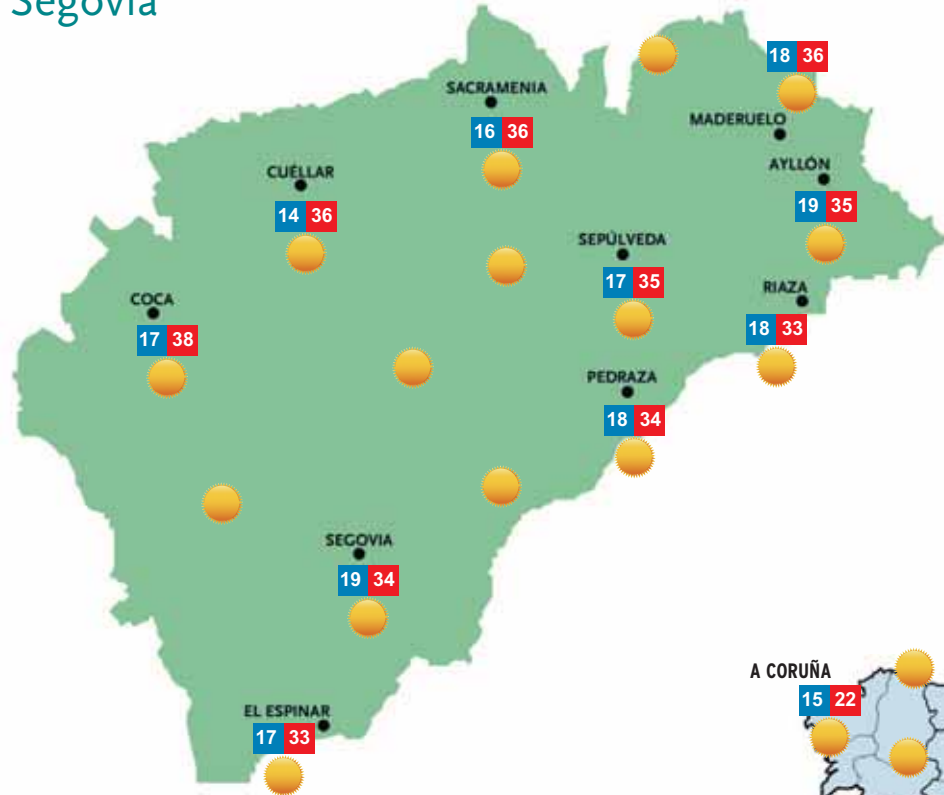 Segovia
18 36
SACRAMENIA
16 36
MADERUELO
CUÉLLAR
14 36
AYLLÓN
19 35
SEPÚLVEDA
17 35
COCA
17 38
RIAZA
18 33
PEDRAZA
18 34
SEGOVIA
19 34
A CORUÑA
15 22
EL ESPINAR
17 33